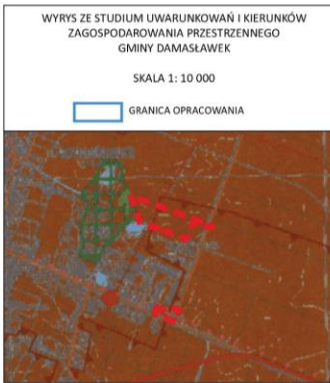 WYRYS ZE STUDIUM UWARUNKOWAŃ I KIERUNKÓW
ZAGOSPODAROWANIA PRZESTRZENNEGO
GMINY DAMASŁAWEK
SKALA 1: 10 000
GRANICA OPRACOWANIA